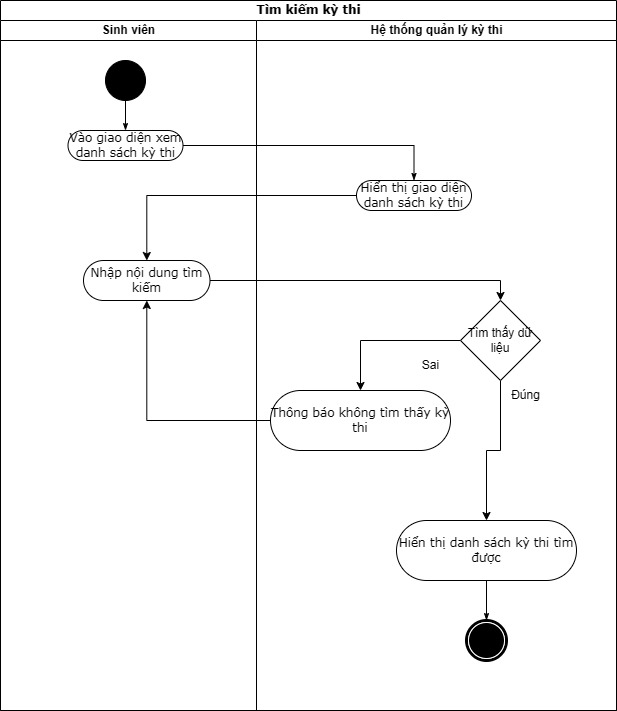 Tìm kiếm kỳ thi
Sinh viên
Hệ thống quản lý kỳ thi
Vào giao diện xem
danh sách kỳ thi
Hiển thị giao diện
danh sách kỳ thi
Nhập nội dung tìm
kiếm
Tìm thấy dữ
liệu
Sai
Đúng
Thông báo không tìm thấy kỳ
thi
Hiển thị danh sách kỳ thi tìm
được